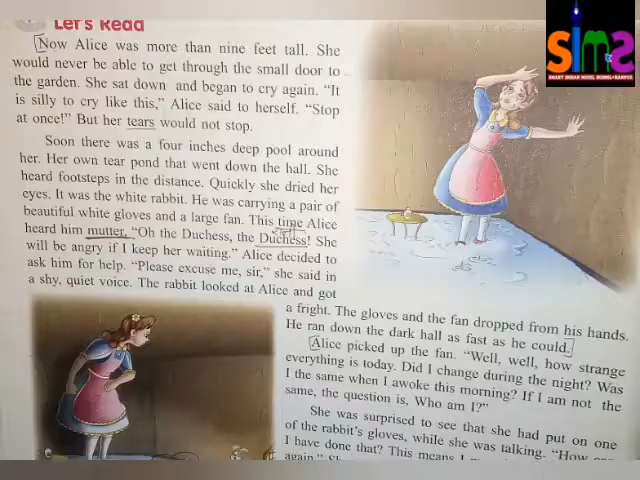 Let's Read
Now Alice was more than nine feet tall. She
would never be able to get through the small door to
the garden. She sat down and began to cry again. “It
is silly to cry like this,” Alice said to herself. “Stop
at once!” But her tears would not stop.
Soon there was a four inches deep pool around
her. Her own tear pond that went down the hall. She
heard footsteps in the distance. Quickly she dried her
eyes. It was the white rabbit. He was carrying a pair of
beautiful white gloves and a large fan. This time Alice
heard him mutter, “Oh the Duchess, the Duchess! She
will be angry if I keep her waiting.” Alice decided to
ask him for help. “Please excuse me, sir,” she said in
a shy, quiet voice. The rabbit looked at Alice and got
a fright. The gloves and the fan dropped from his hands.
He ran down the dark hall as fast as he could.
Alice picked up the fan. “Well, well, how strange
everything is today. Did I change during the night? Was
I the same when I awoke this morning? If I am not the
same, the question is, Who am I?”
She was surprised to see that she had put on one
of the rabbit's gloves, while she was talking. “How
I have done that? This means I
again.”
SIMS
SMART INDIAN MODEL SCHOOL RAMPUR